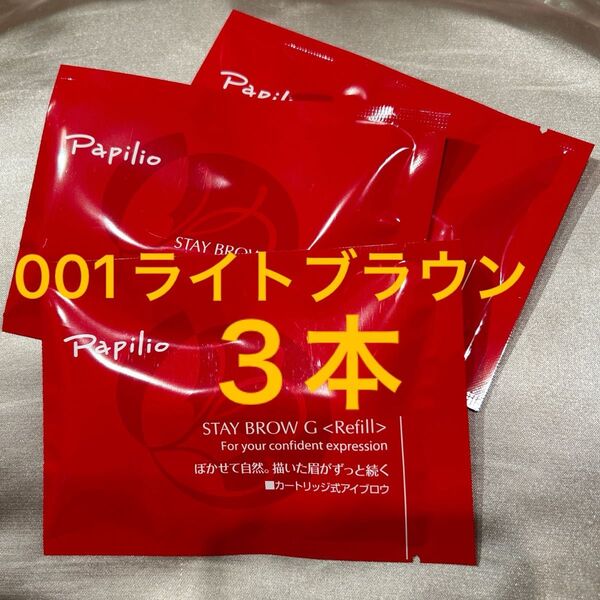 Papilio
Papilio
STAY BROW
001ライトブラウン
Papilio
3本
STAY BROW G <Refill>
For your confident expression
ぼかせて自然。描いた眉がずっと続く
■カートリッジ式アイブロウ